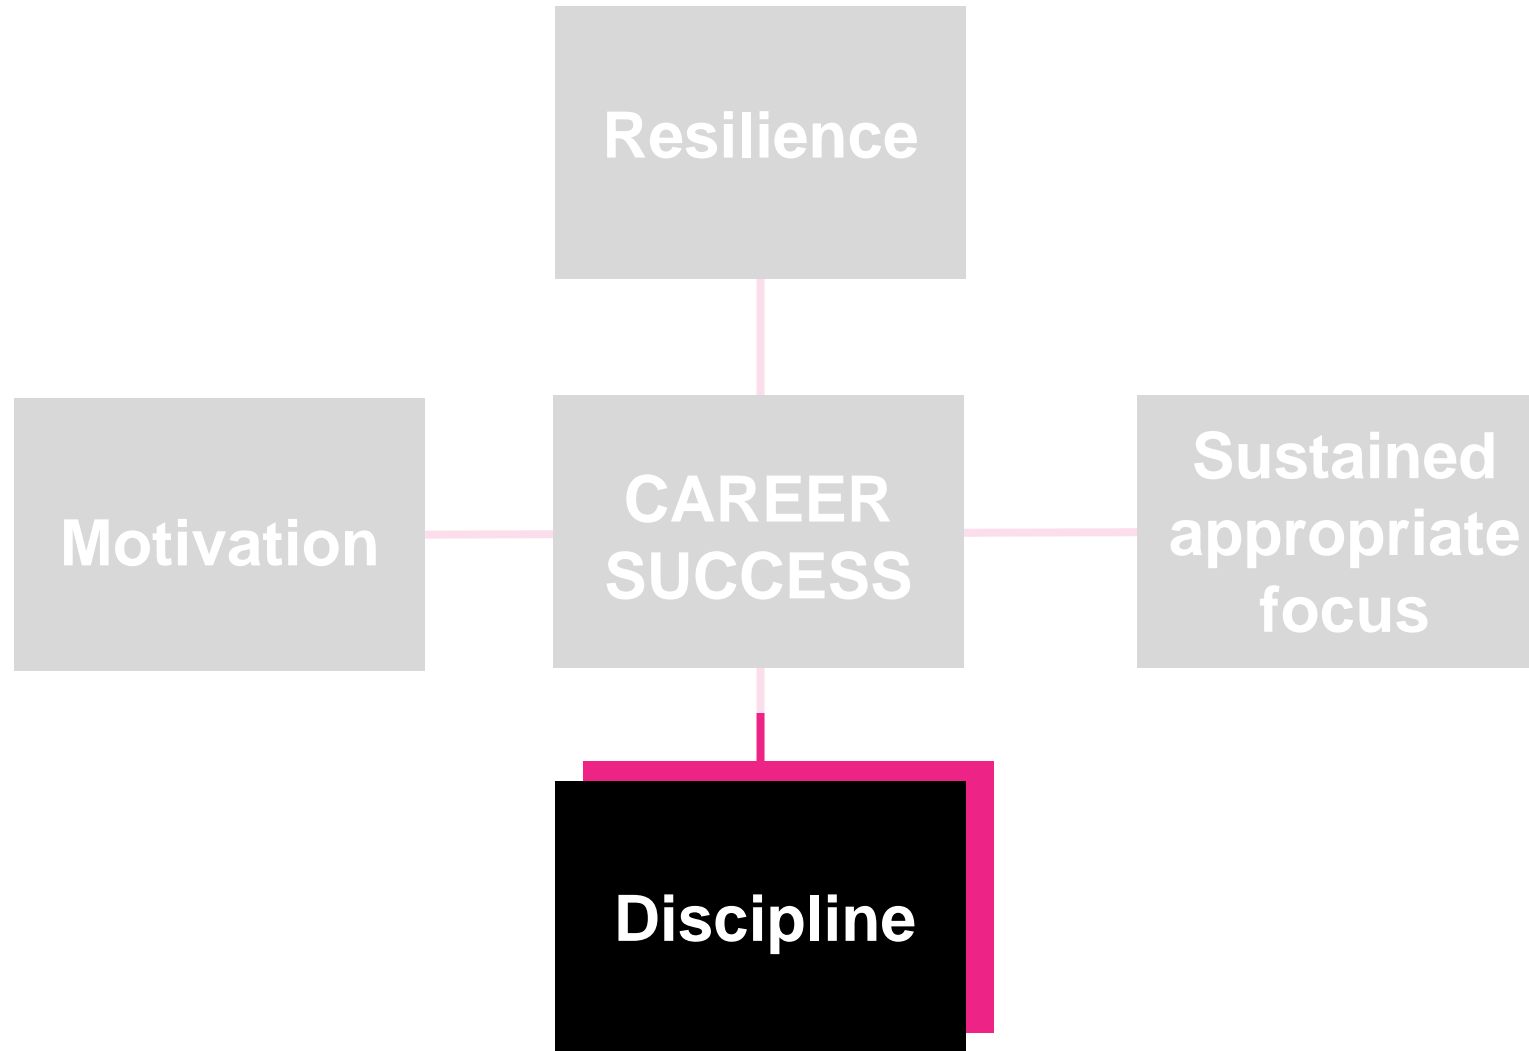 Resilience
Motivation
CAREER
SUCCESS
Sustained
appropriate
focus
Discipline